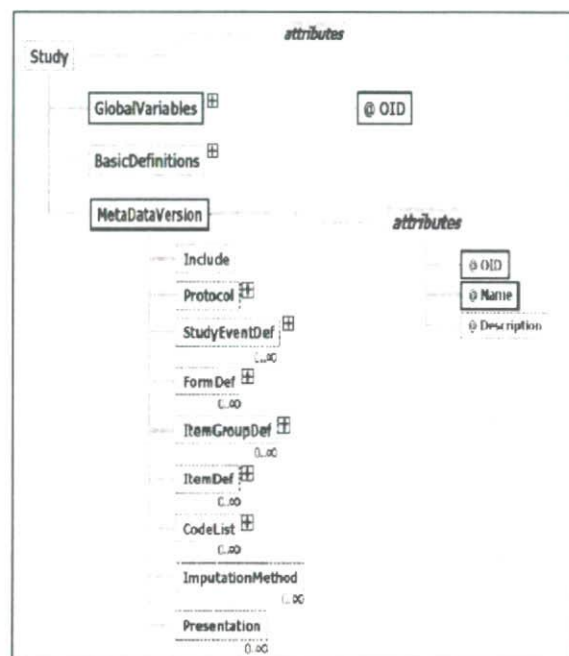 attributes
Study
GlobalVariables
@ OID
BasicDefinitions
MetaDataVersion
attributes
Include
@ OID
Protocol
@ Name
StudyEventDef
@ Description
0..∞
FormDef
0..∞
ItemGroupDef
0..∞
ItemDef
0..∞
CodeList
0..∞
ImputationMethod
0..∞
Presentation
0..∞